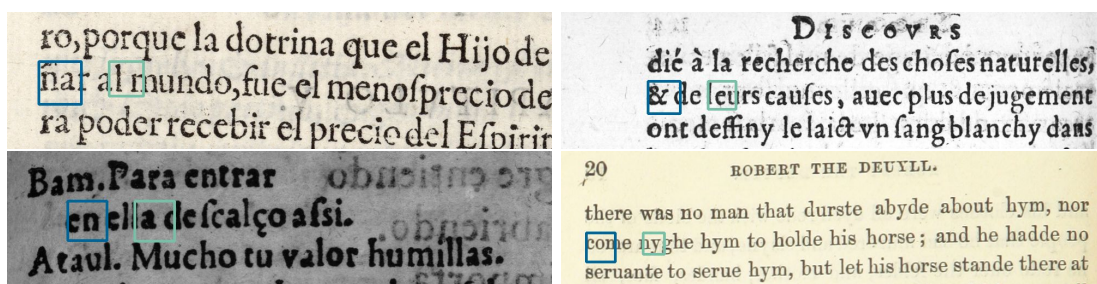 ro, porque la dotrina que el Hijo de
ñar al mundo, fue el menoſprecio de
ra poder recebir el precio del Eſpirit
DISCOVRS
dié à la recherche des choſes naturelles,
& de leurs cauſes, auec plus de jugement
ont deffiny le laict vn ſang blanchy dans
Bam. Para entrar
en ella deſcalço aſsi.
Ataul. Mucho tu valor humillas.
20 ROBERT THE DEUYLL.
there was no man that durste abyde about hym, nor
come nyghe hym to holde his horse; and he hadde no
seruante to serue hym, but let his horse stande there at